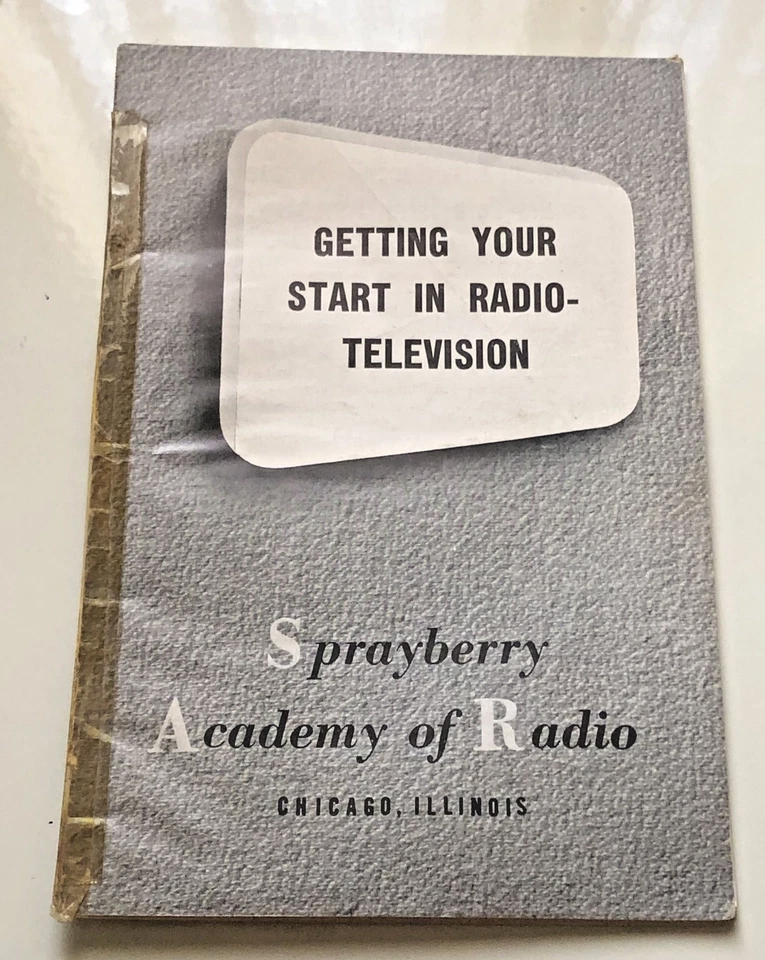 GETTING YOUR
START IN RADIO-
TELEVISION
Sprayberry
Academy of Radio
CHICAGO, ILLINOIS